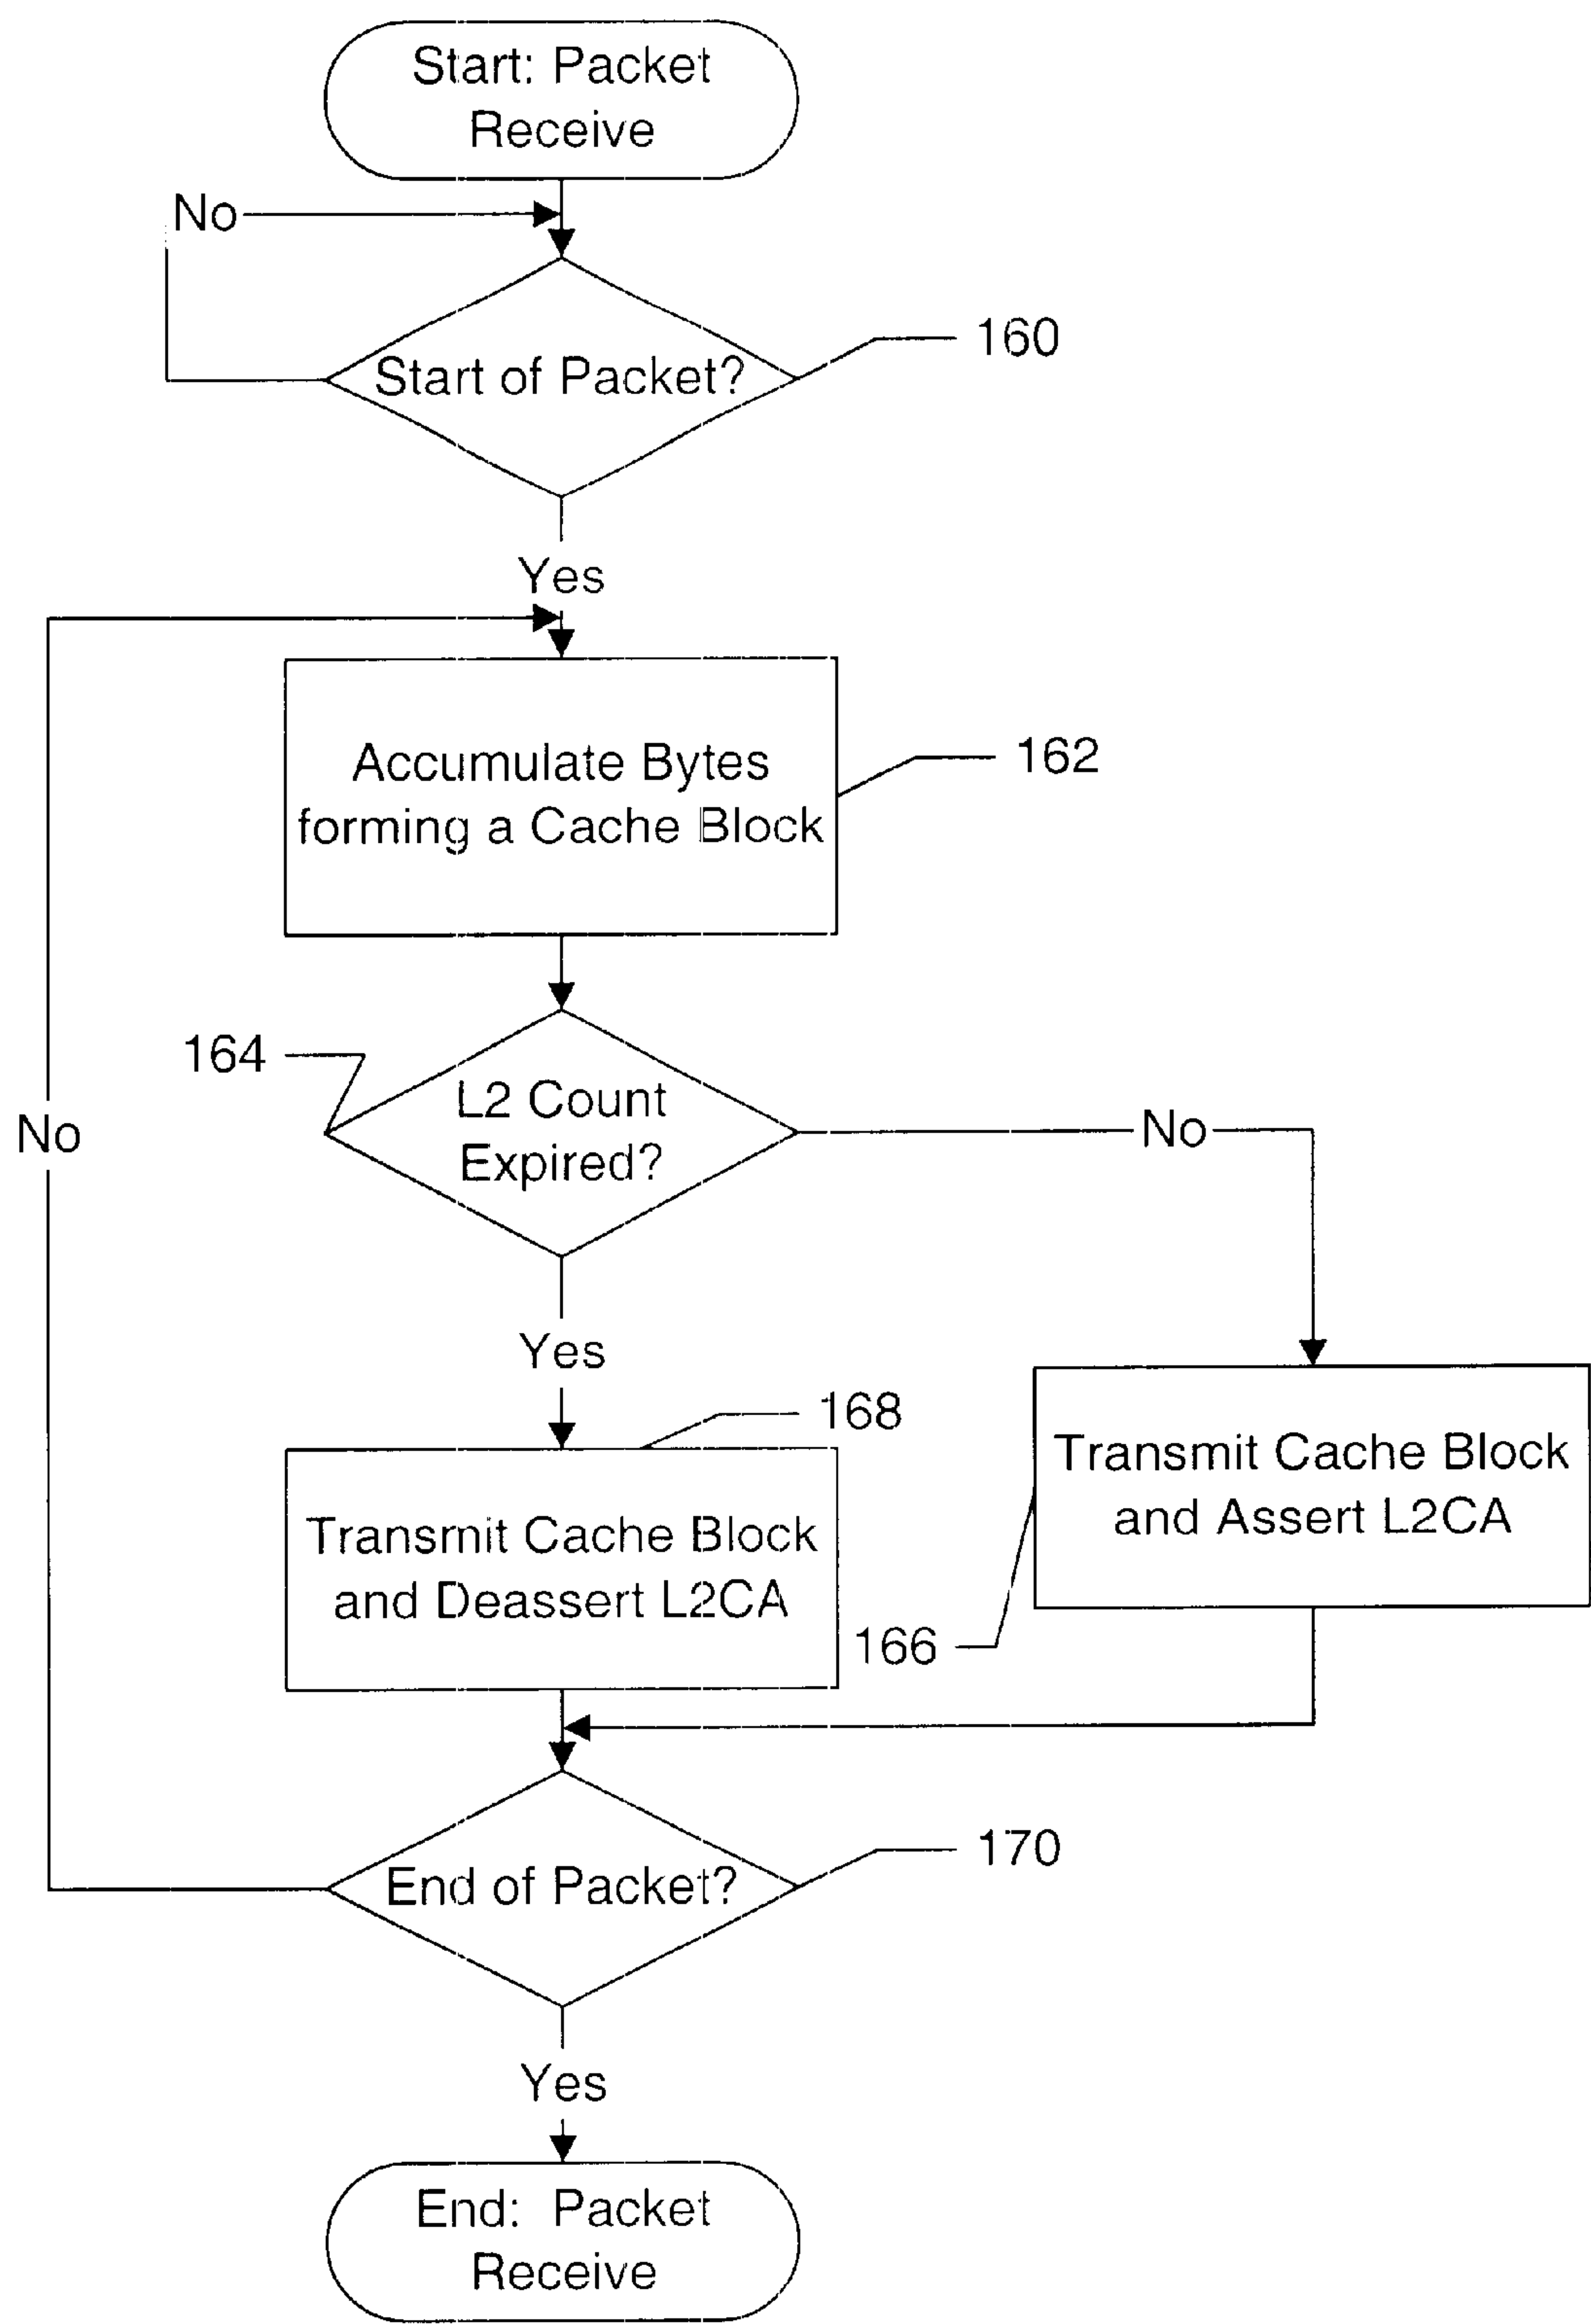 Start: Packet
Receive
No
Start of Packet?
160
Yes
Accumulate Bytes
forming a Cache Block
162
164
L2 Count
Expired?
No
No
Yes
168
Transmit Cache Block
and Assert L2CA
Transmit Cache Block
and Deassert L2CA
166
End of Packet?
170
Yes
End: Packet
Receive